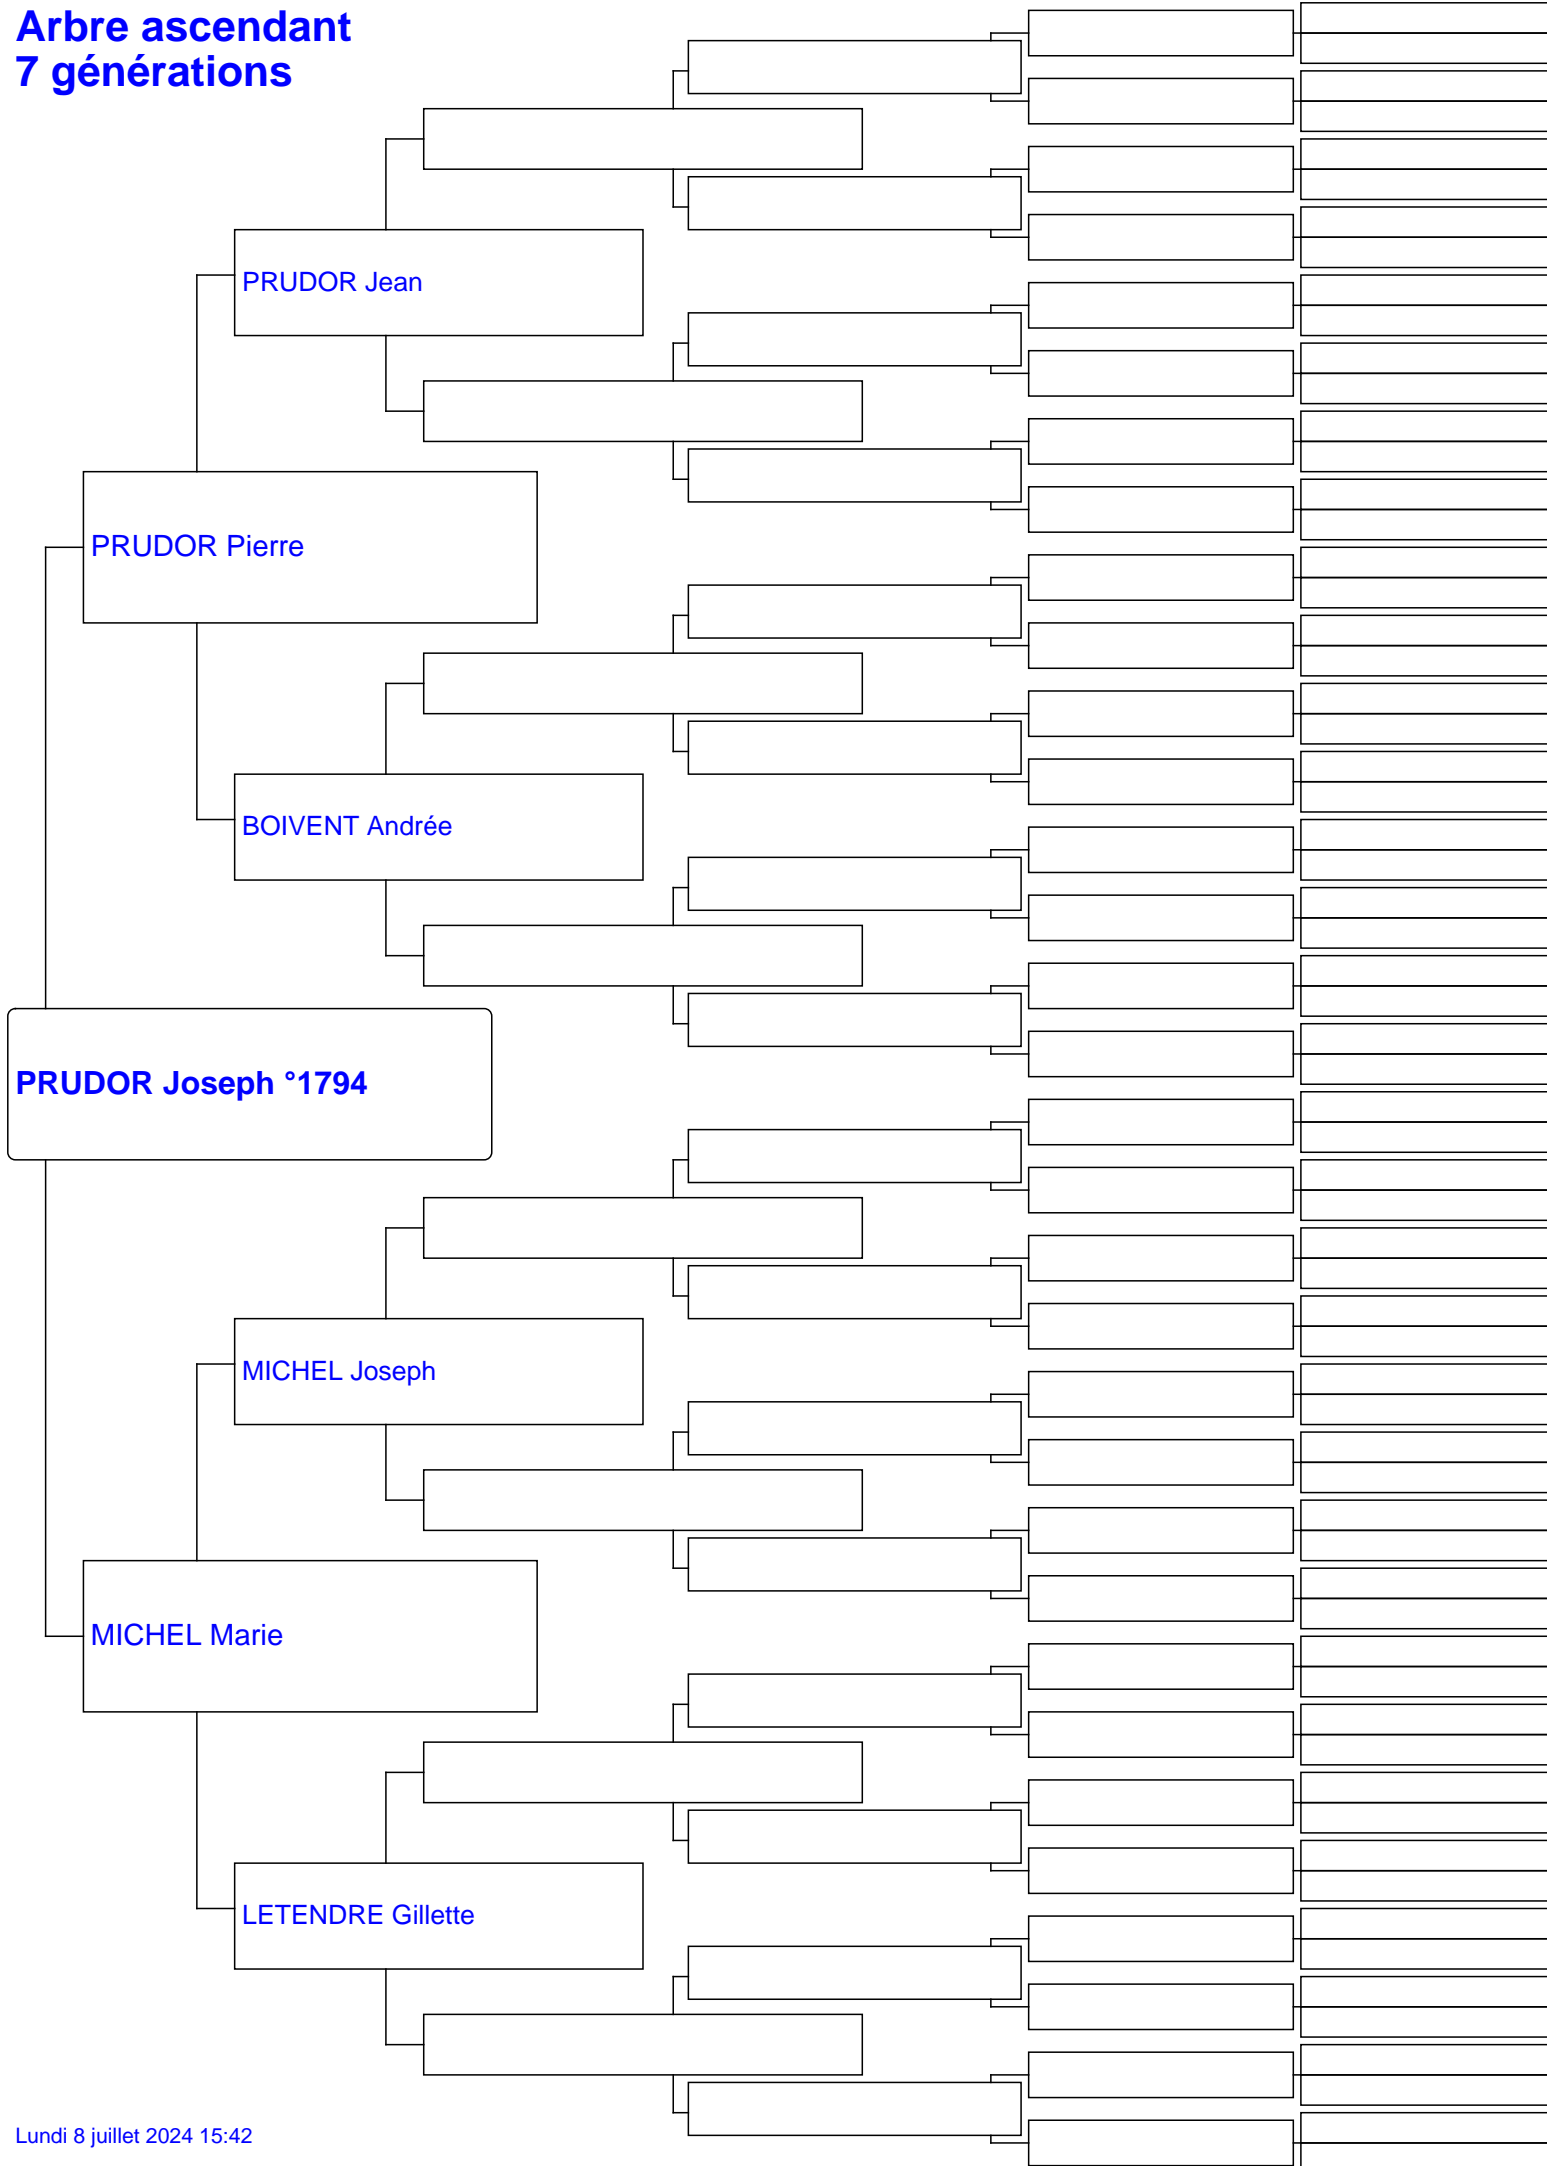 Arbre ascendant
7 générations
PRUDOR Jean
PRUDOR Pierre
BOIVENT Andrée
PRUDOR Joseph °1794
MICHEL Joseph
MICHEL Marie
LETENDRE Gillette
Lundi 8 juillet 2024 15:42